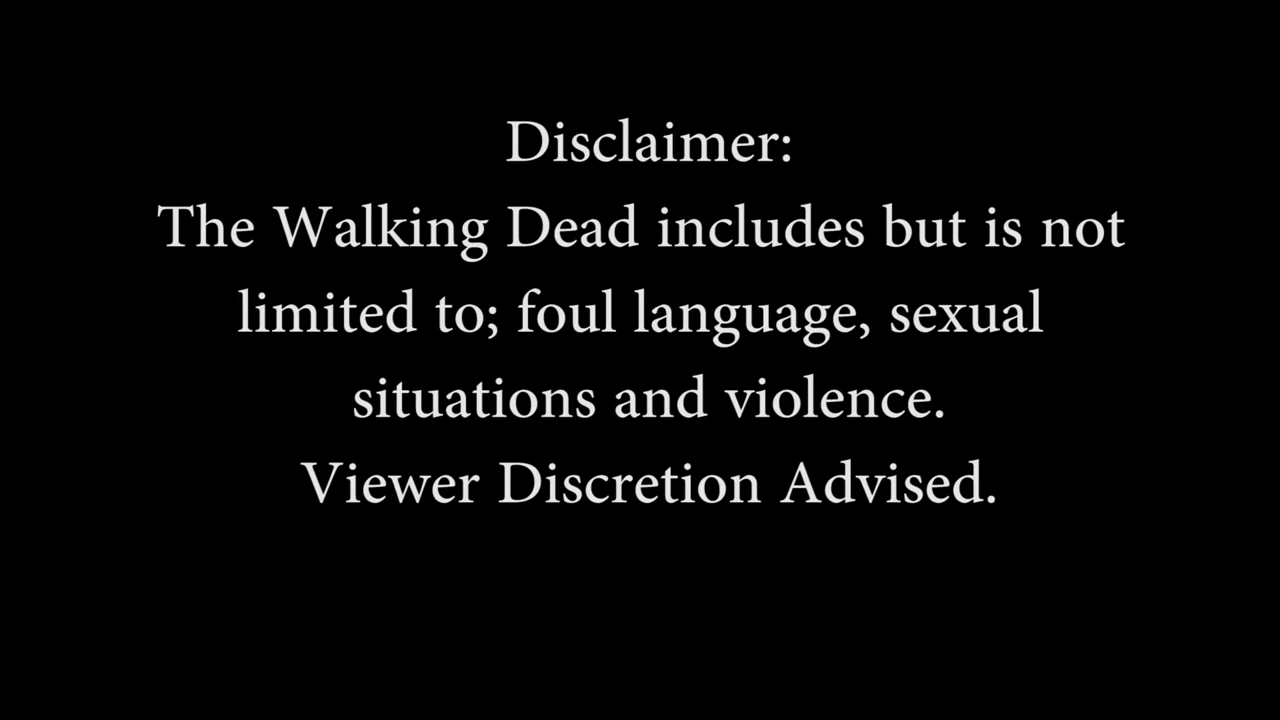 Disclaimer:
The Walking Dead includes but is not
limited to; foul language, sexual
situations and violence.
Viewer Discretion Advised.